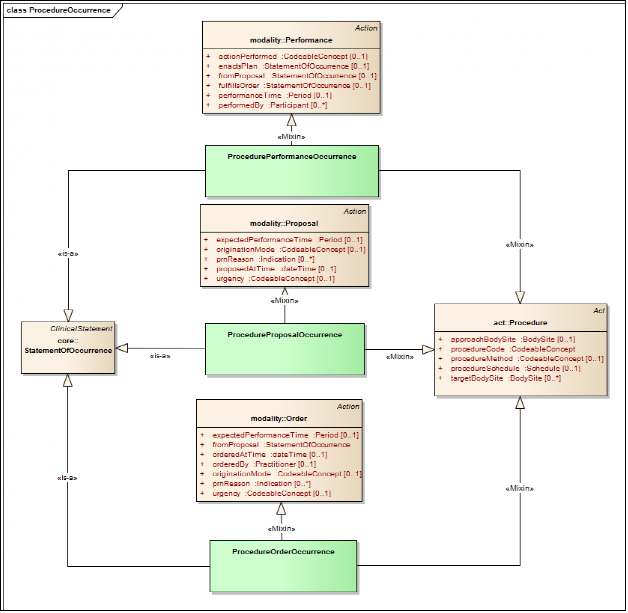 class ProcedureOccurrence
Action
modality::Performance
+ actionPerformed :CodeableConcept [0..1]
+ enactsPlan :StatementOfOccurrence [0..1]
+ fromProposal :StatementOfOccurrence [0..1]
+ fulfillsOrder :StatementOfOccurrence [0..1]
+ performanceTime :Period [0..1]
+ performedBy :Participant [0..*]
«Mixin»
ProcedurePerformanceOccurrence
Action
modality::Proposal
+ expectedPerformanceTime :Period [0..1]
+ originationMode :CodeableConcept [0..1]
+ prnReason :Indication [0..*]
+ proposedAtTime :dateTime [0..1]
+ urgency :CodeableConcept [0..1]
«is-a»
«Mixin»
«Mixin»
ClinicalStatement
core::
StatementOfOccurrence
ProcedureProposalOccurrence
«is-a»
«Mixin»
Act
act::Procedure
+ approachBodySite :BodySite [0..1]
+ procedureCode :CodeableConcept
+ procedureMethod :CodeableConcept [0..1]
+ procedureSchedule :Schedule [0..1]
+ targetBodySite :BodySite [0..*]
Action
modality::Order
+ expectedPerformanceTime :Period [0..1]
+ fromProposal :StatementOfOccurrence
+ orderedAtTime :dateTime [0..1]
+ orderedBy :Practitioner [0..1]
+ originationMode :CodeableConcept [0..1]
+ prnReason :Indication [0..*]
+ urgency :CodeableConcept [0..1]
«is-a»
«Mixin»
«Mixin»
ProcedureOrderOccurrence